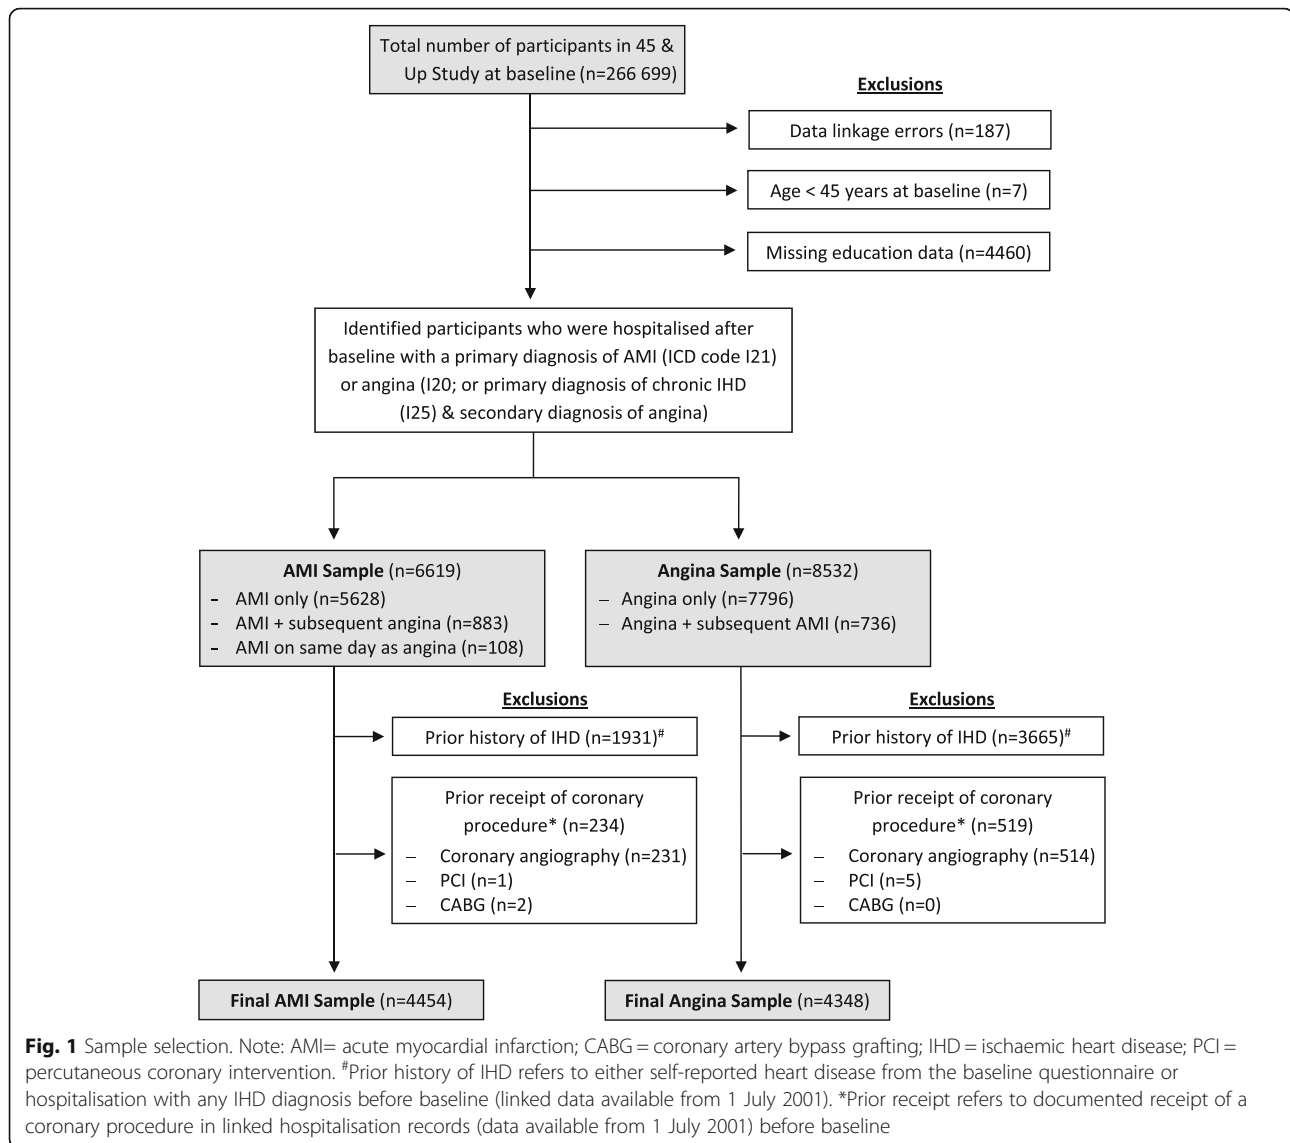 Total number of participants in 45 &
Up Study at baseline (n=266 699)
Exclusions
Data linkage errors (n=187)
Age < 45 years at baseline (n=7)
Missing education data (n=4460)
Identified participants who were hospitalised after
baseline with a primary diagnosis of AMI (ICD code I21)
or angina (I20; or primary diagnosis of chronic IHD
(I25) & secondary diagnosis of angina)
AMI Sample (n=6619)
- AMI only (n=5628)
- AMI + subsequent angina (n=883)
- AMI on same day as angina (n=108)
Angina Sample (n=8532)
– Angina only (n=7796)
– Angina + subsequent AMI (n=736)
Exclusions
Prior history of IHD (n=1931)#
Prior receipt of coronary
procedure* (n=234)
– Coronary angiography (n=231)
– PCI (n=1)
– CABG (n=2)
Exclusions
Prior history of IHD (n=3665)#
Prior receipt of coronary
procedure* (n=519)
– Coronary angiography (n=514)
– PCI (n=5)
– CABG (n=0)
Final AMI Sample (n=4454)
Final Angina Sample (n=4348)
Fig. 1 Sample selection. Note: AMI= acute myocardial infarction; CABG = coronary artery bypass grafting; IHD = ischaemic heart disease; PCI =
percutaneous coronary intervention. #Prior history of IHD refers to either self-reported heart disease from the baseline questionnaire or
hospitalisation with any IHD diagnosis before baseline (linked data available from 1 July 2001). *Prior receipt refers to documented receipt of a
coronary procedure in linked hospitalisation records (data available from 1 July 2001) before baseline